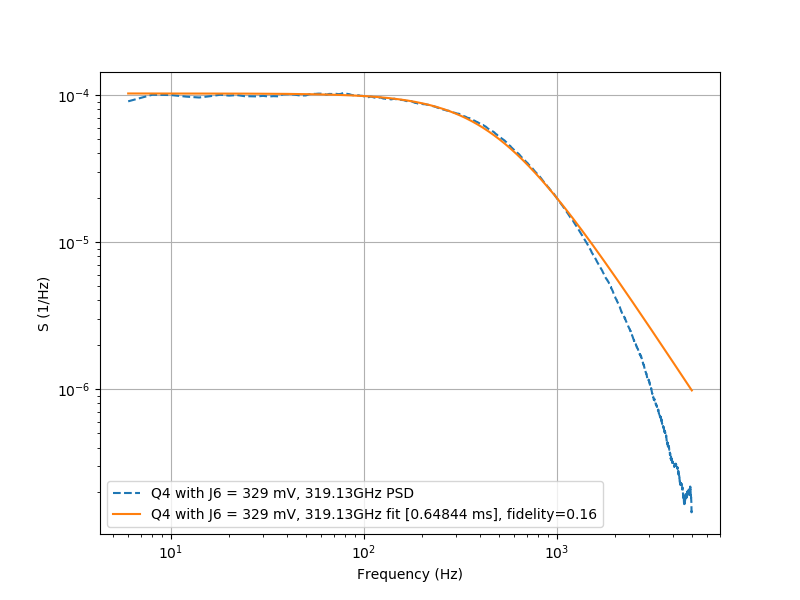 10⁻⁴
10⁻⁵
10⁻⁶
S (1/Hz)
Q4 with J6 = 329 mV, 319.13GHz PSD
Q4 with J6 = 329 mV, 319.13GHz fit [0.64844 ms], fidelity=0.16
10¹ 10² 10³
Frequency (Hz)